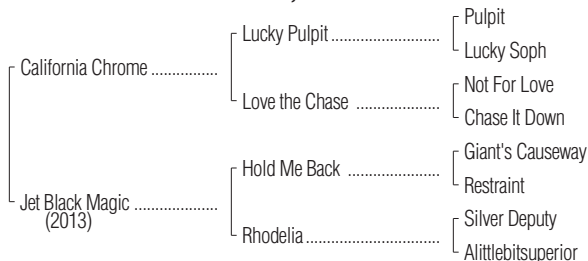 Pulpit
Lucky Pulpit
Lucky Soph
California Chrome
Not For Love
Love the Chase
Chase It Down
Giant's Causeway
Hold Me Back
Restraint
Jet Black Magic
(2013)
Silver Deputy
Rhodelia
Alittlebitsuperior